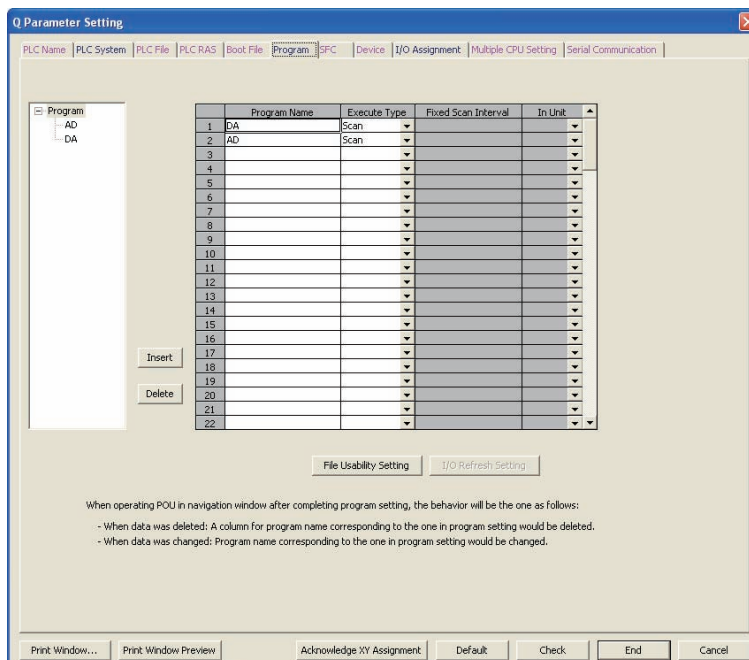 Q Parameter Setting
PLC Name PLC System PLC File PLC RAS Boot File Program SFC Device I/O Assignment Multiple CPU Setting Serial Communication
Program
AD
DA
Program Name Execute Type Fixed Scan Interval In Unit
1 DA Scan
2 AD Scan
3
4
5
6
7
8
9
10
11
12
13
14
15
16
17
18
19
20
21
22
Insert
Delete
File Usability Setting I/O Refresh Setting
When operating POU in navigation window after completing program setting, the behavior will be the one as follows:
- When data was deleted: A column for program name corresponding to the one in program setting would be deleted.
- When data was changed: Program name corresponding to the one in program setting would be changed.
Print Window... Print Window Preview Acknowledge XY Assignment Default Check End Cancel